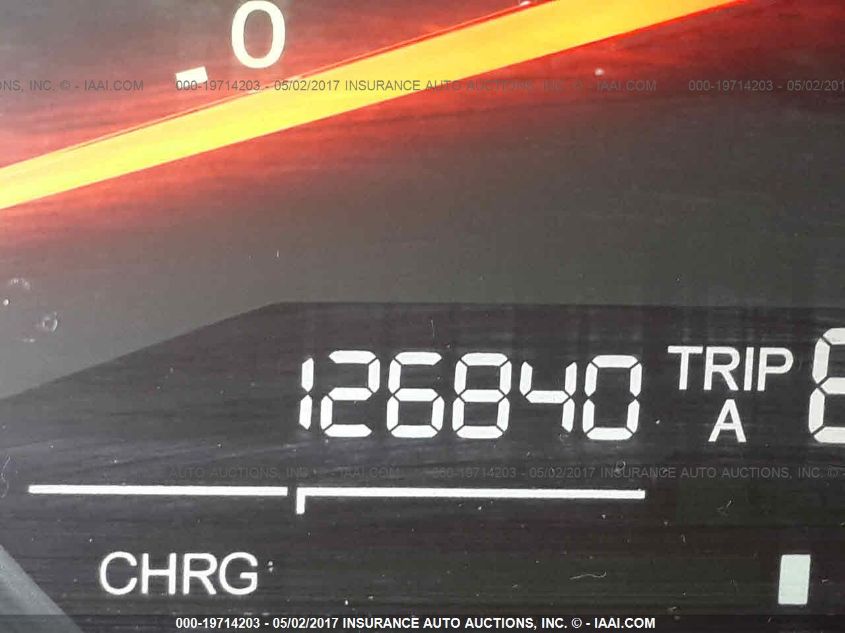 0
NS, INC. © - IAAI.COM 000-19714203 - 05/02/2017 INSURANCE AUTO AUCTIONS, INC. © - IAAI.COM 000-19714203 - 05/02/2017
126840 TRIP
A
AUCTIONS, INC. © - IAAI.COM 000-19714203 - 05/02/2017 INSURANCE AUTO AUCTIONS, INC. ©
CHRG
000-19714203 - 05/02/2017 INSURANCE AUTO AUCTIONS, INC. © - IAAI.COM